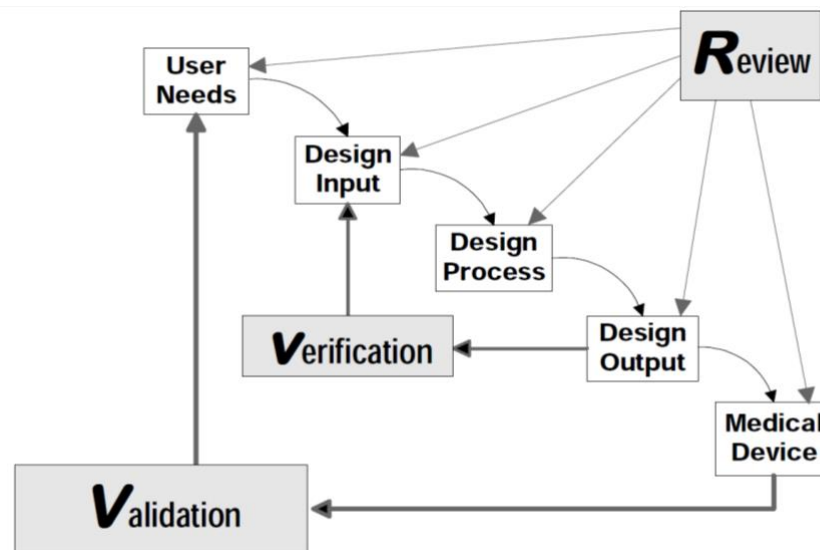 Review
User
Needs
Design
Input
Design
Process
Design
Output
Verification
Medical
Device
Validation